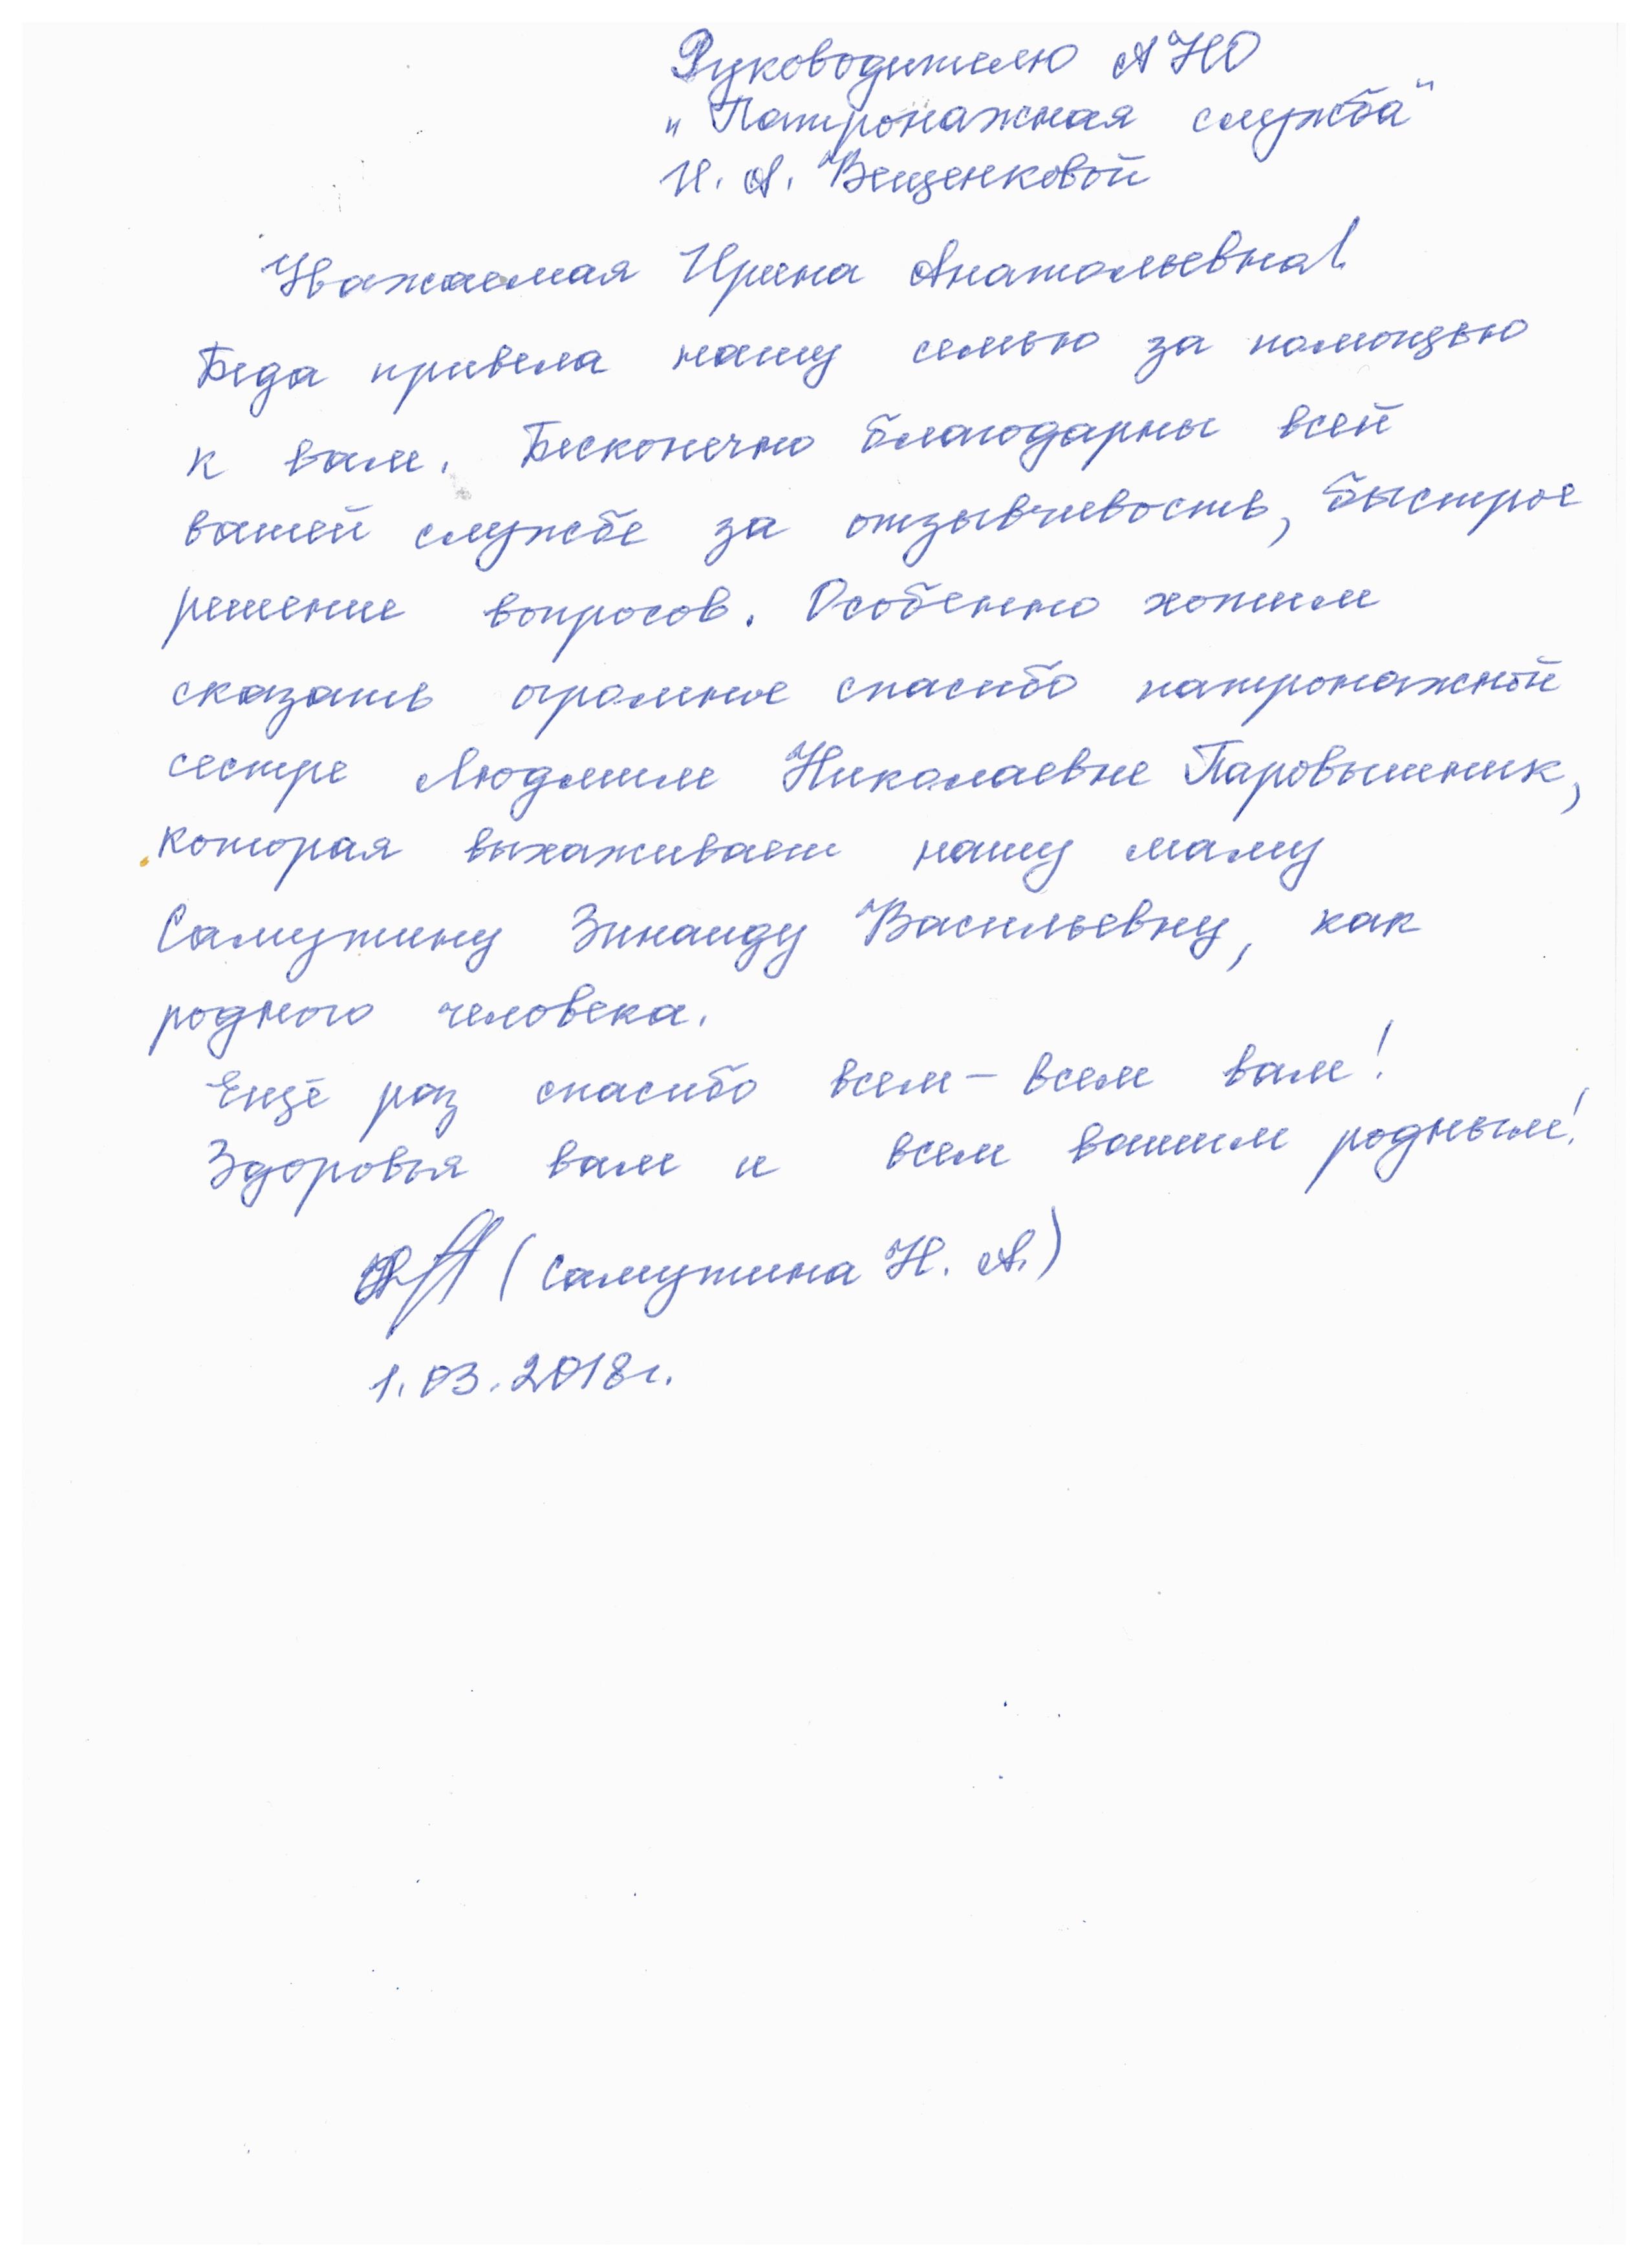 Руководителю АНО
"Патронажная служба"
И. А. Вещенковой
Уважаемая Ирина Анатольевна!
Беда привела нашу семью за помощью
к вам. Бесконечно благодарны всей
вашей службе за отзывчивость, быстрое
решение вопросов. Особенно хотим
сказать огромное спасибо патронажной
сестре Людмиле Николаевне Паровышник,
которая выхаживает нашу маму
Самутину Зинаиду Васильевну, как
родного человека.
Ещё раз спасибо всем-всем вам!
Здоровья вам и всем вашим родным!
(Самутина Н. А.)
1.03.2018г.